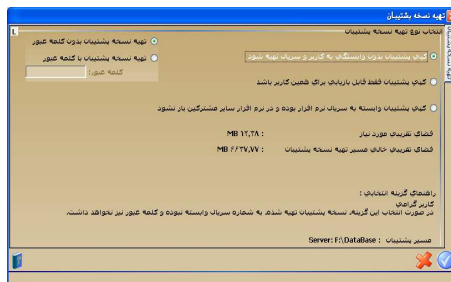 تهیه نسخه پشتیبان
انتخاب نوع تهیه نسخه پشتیبان
کپی پشتیبان بدون وابستگی به کاربر و سریال تهیه شود
کپی پشتیبان فقط قابل بازیابی برای همین کاربر باشد
کپی پشتیبان وابسته به سریال نرم افزار بوده و در نرم افزار سایر مشترکین باز نشود
تهیه نسخه پشتیبان بدون کلمه عبور
تهیه نسخه پشتیبان با کلمه عبور
کلمه عبور:
فضای تقریبی مورد نیاز : ۱۲,۳۸ MB
فضای تقریبی خالی مسیر تهیه نسخه پشتیبان : MB
راهنمای گزینه انتخابی :
کاربر گرامی
در صورت انتخاب این گزینه، نسخه پشتیبان تهیه شده، به شماره سریال وابسته نبوده و کلمه عبور نیز نخواهد داشت.
مسیر پشتیبان : Server: F:\DataBase